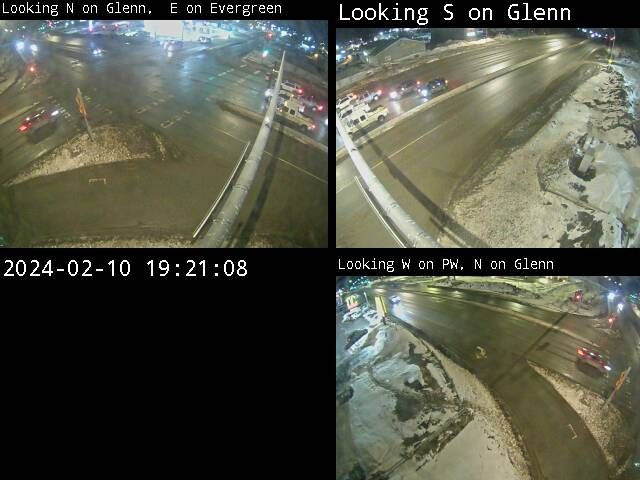 Looking N on Glenn,  E on Evergreen
Looking S on Glenn
2024-02-10 19:21:08
Looking W on PW, N on Glenn